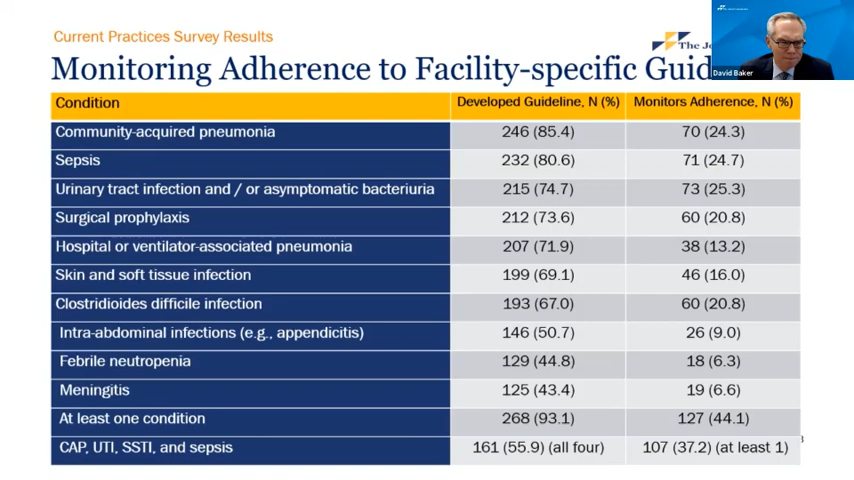 Current Practices Survey Results
The
Monitoring Adherence to Facility-specific
David Baker
Condition Developed Guideline, N (%) Monitors Adherence, N (%)
Community-acquired pneumonia 246 (85.4) 70 (24.3)
Sepsis 232 (80.6) 71 (24.7)
Urinary tract infection and / or asymptomatic bacteriuria 215 (74.7) 73 (25.3)
Surgical prophylaxis 212 (73.6) 60 (20.8)
Hospital or ventilator-associated pneumonia 207 (71.9) 38 (13.2)
Skin and soft tissue infection 199 (69.1) 46 (16.0)
Clostridioides difficile infection 193 (67.0) 60 (20.8)
Intra-abdominal infections (e.g., appendicitis) 146 (50.7) 26 (9.0)
Febrile neutropenia 129 (44.8) 18 (6.3)
Meningitis 125 (43.4) 19 (6.6)
At least one condition 268 (93.1) 127 (44.1)
CAP, UTI, SSTI, and sepsis 161 (55.9) (all four) 107 (37.2) (at least 1)